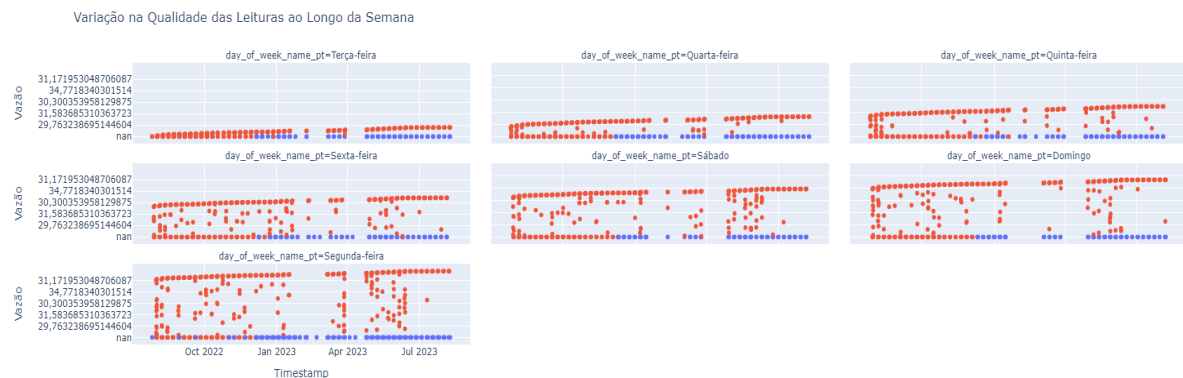 Variação na Qualidade das Leituras ao Longo da Semana
day_of_week_name_pt=Terça-feira
day_of_week_name_pt=Quarta-feira
day_of_week_name_pt=Quinta-feira
Vazão
31,171953048706087
34,7718340301514
30,300353958129875
31,583685310363723
29,763238695144604
nan
day_of_week_name_pt=Sexta-feira
day_of_week_name_pt=Sábado
day_of_week_name_pt=Domingo
Vazão
31,171953048706087
34,7718340301514
30,300353958129875
31,583685310363723
29,763238695144604
nan
day_of_week_name_pt=Segunda-feira
Vazão
31,171953048706087
34,7718340301514
30,300353958129875
31,583685310363723
29,763238695144604
nan
Oct 2022
Jan 2023
Apr 2023
Jul 2023
Timestamp